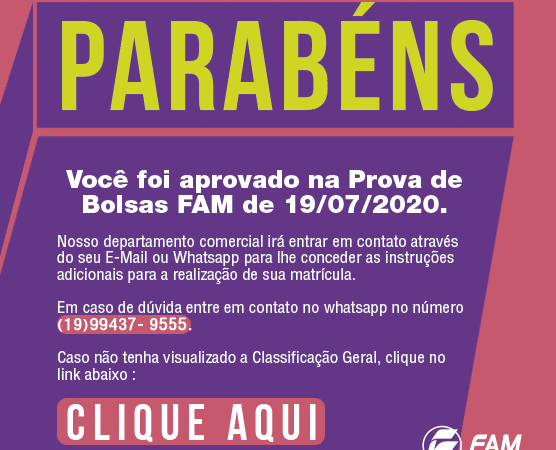 PARABÉNS
Você foi aprovado na Prova de
Bolsas FAM de 19/07/2020.
Nosso departamento comercial irá entrar em contato através
do seu E-Mail ou Whatsapp para lhe conceder as instruções
adicionais para a realização de sua matrícula.
Em caso de dúvida entre em contato no whatsapp no número
(19)99437- 9555.
Caso não tenha visualizado a Classificação Geral, clique no
link abaixo :
CLIQUE AQUI
FAM